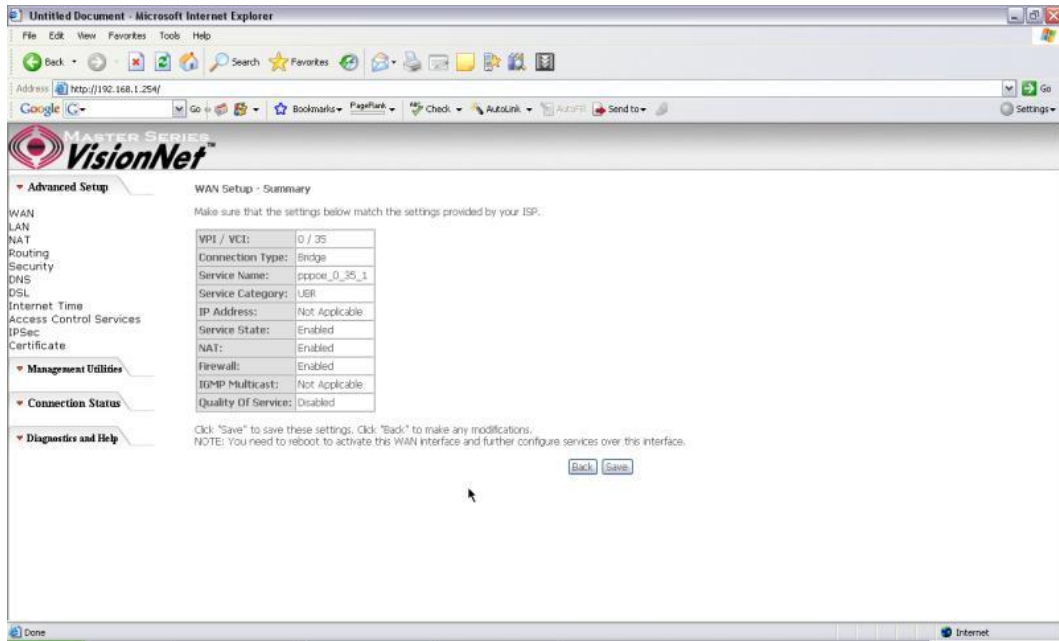 Untitled Document - Microsoft Internet Explorer
File Edit View Favorites Tools Help
Back Search Favorites
Address http://192.168.1.254/ Go
Google G Go Bookmarks PageRank Check AutoLink AutoFill Send to Settings
MASTER SERIES
VisionNet™
Advanced Setup
WAN
LAN
NAT
Routing
Security
DNS
DSL
Internet Time
Access Control Services
IPSec
Certificate
Management Utilities
Connection Status
Diagnostics and Help
WAN Setup - Summary
Make sure that the settings below match the settings provided by your ISP.
VPI / VCI: 0 / 35
Connection Type: Bridge
Service Name: pppoe_0_35_1
Service Category: UBR
IP Address: Not Applicable
Service State: Enabled
NAT: Enabled
Firewall: Enabled
IGMP Multicast: Not Applicable
Quality Of Service: Disabled
Click "Save" to save these settings. Click "Back" to make any modifications.
NOTE: You need to reboot to activate this WAN interface and further configure services over this interface.
Back Save
Done Internet